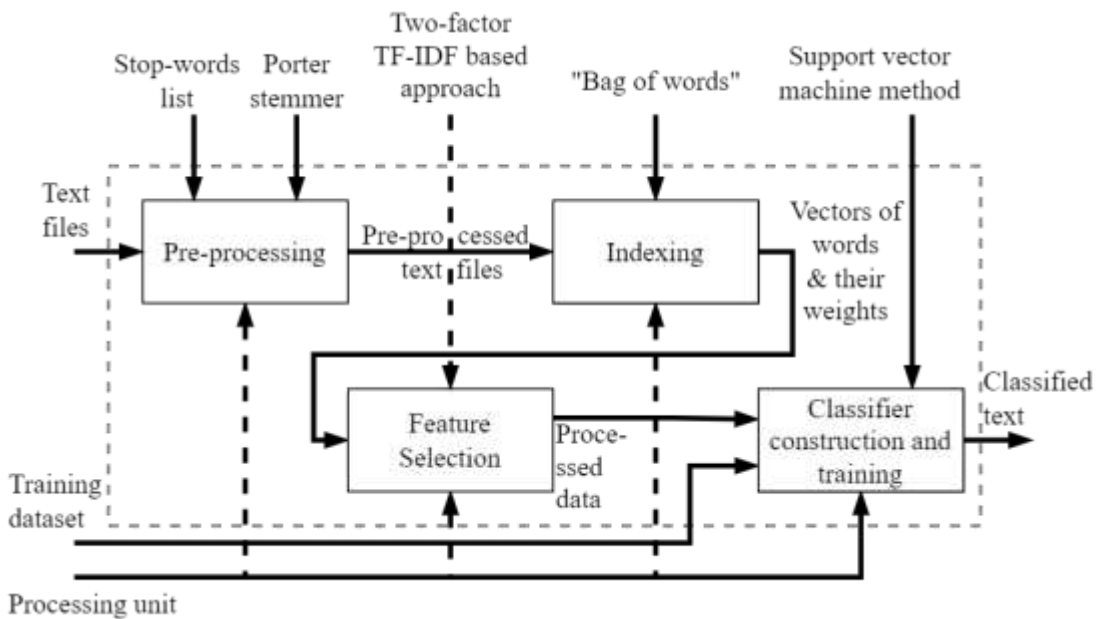 Two-factor
TF-IDF based
approach
Stop-words
list
Porter
stemmer
"Bag of words"
Support vector
machine method
Text
files
Pre-processing
Pre-pro cessed
text files
Indexing
Vectors of
words
& their
weights
Feature
Selection
Proce-
ssed
data
Classifier
construction and
training
Classified
text
Training
dataset
Processing unit